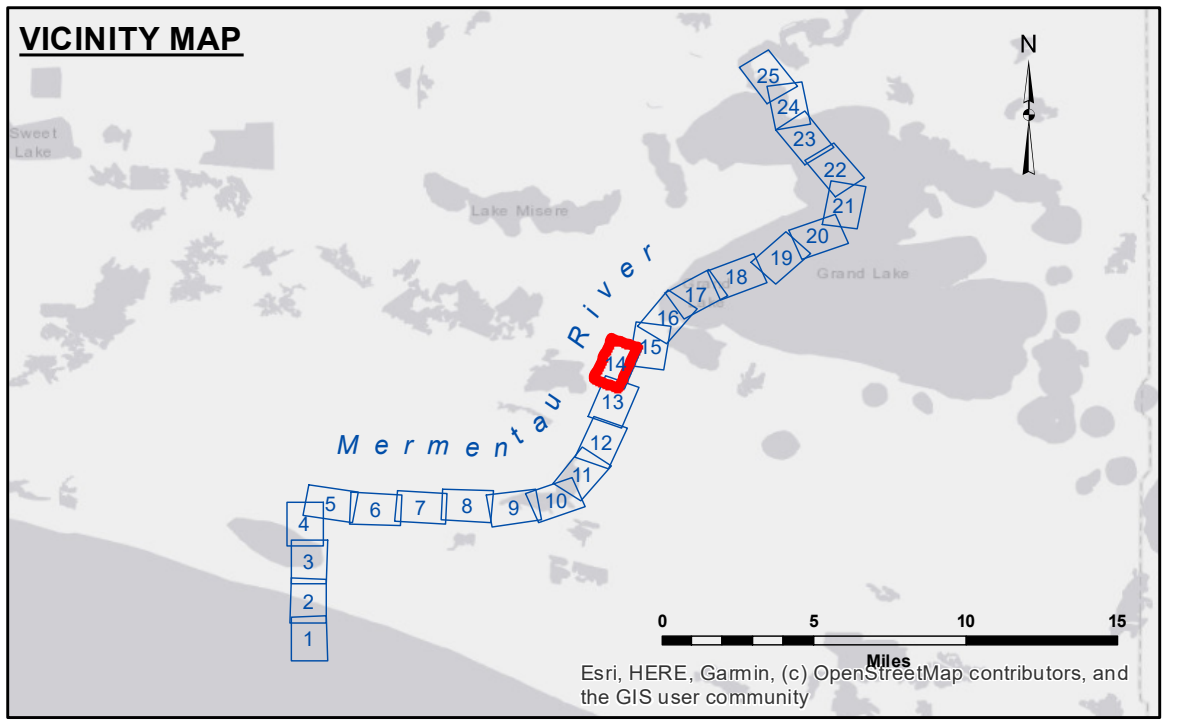 VICINITY MAP
N
25
24
Sweet
Lake
23
22
Lake Misere
21
20
19
Grand Lake
18
17
16
15
14
Mermentau River
13
12
11
10
9
8
7
6
5
4
3
2
1
0 5 10 15
Miles
Esri, HERE, Garmin, (c) OpenStreetMap contributors, and
the GIS user community